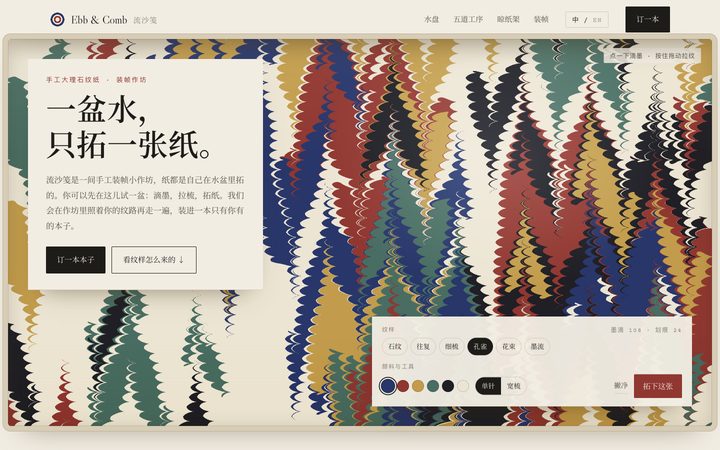 Ebb & Comb 流沙笺
水盘 五道工序 晾纸架 装帧 中 / EN 订一本
点一下滴墨 · 按住拖动拉纹
手工大理石纹纸 · 装帧作坊
一盆水，
只拓一张纸。
流沙笺是一间手工装帧小作坊，纸都是自己在水盆里拓
的。你可以先在这儿试一盆：滴墨、拉梳、拓纸。我们
会在作坊里照着你的纹路再走一遍，装进一本只有你有
的本子。
订一本本子 看纹样怎么来的 ↓
纹样 墨滴 108 · 划痕 24
石纹 往复 细梳 孔雀 花束 墨流
颜料与工具
单针 宽梳 撇净 拓下这张